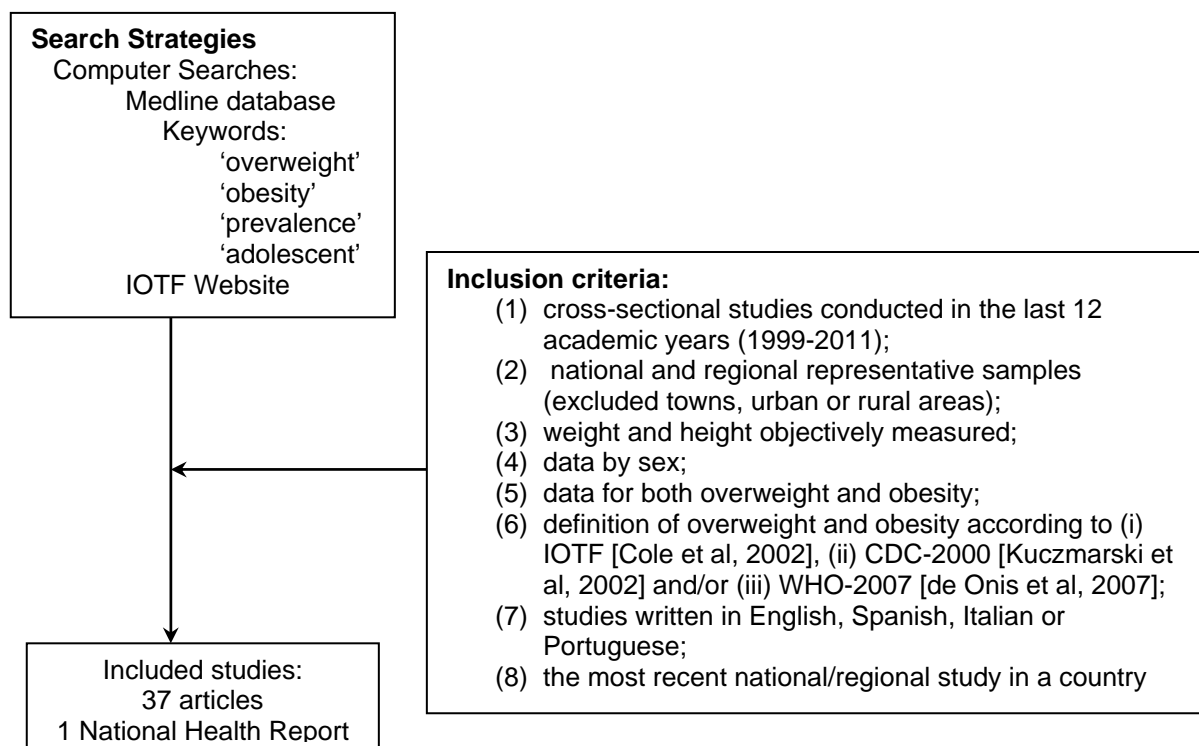 Search Strategies
Computer Searches:
Medline database
Keywords:
‘overweight’
‘obesity’
‘prevalence’
‘adolescent’
IOTF Website
Inclusion criteria:
(1) cross-sectional studies conducted in the last 12
academic years (1999-2011);
(2) national and regional representative samples
(excluded towns, urban or rural areas);
(3) weight and height objectively measured;
(4) data by sex;
(5) data for both overweight and obesity;
(6) definition of overweight and obesity according to (i)
IOTF [Cole et al, 2002], (ii) CDC-2000 [Kuczmarski et
al, 2002] and/or (iii) WHO-2007 [de Onis et al, 2007];
(7) studies written in English, Spanish, Italian or
Portuguese;
(8) the most recent national/regional study in a country
Included studies:
37 articles
1 National Health Report